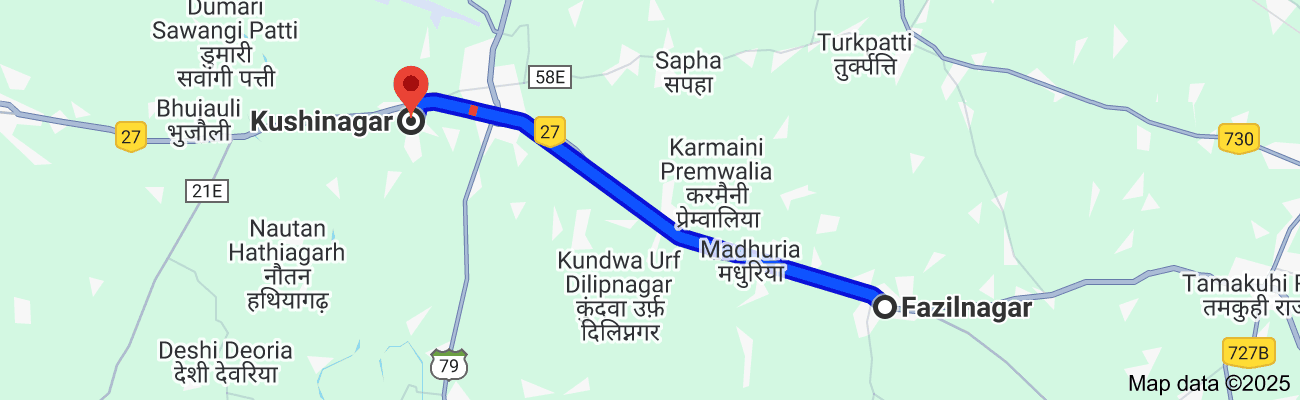 Dumari
Sawangi Patti
डुमारी
सवांगी पत्ती
Bhuiauli
भुजौली
Kushinagar
27
21E
58E
Sapha
सपहा
Turkpatti
तुर्कपत्ति
730
27
Karmaini
Premwalia
करमैनी
प्रेम्वालिया
Nautan
Hathiagarh
नौतन
हथियागढ़
Kundwa Urf
Dilipnagar
कुंदवा उर्फ़
दिलिप्नगर
Madhuria
मधुरिया
Fazilnagar
Tamakuhi
तमकुही राज
Deshi Deoria
देशी देवरिया
79
727B
Map data ©2025